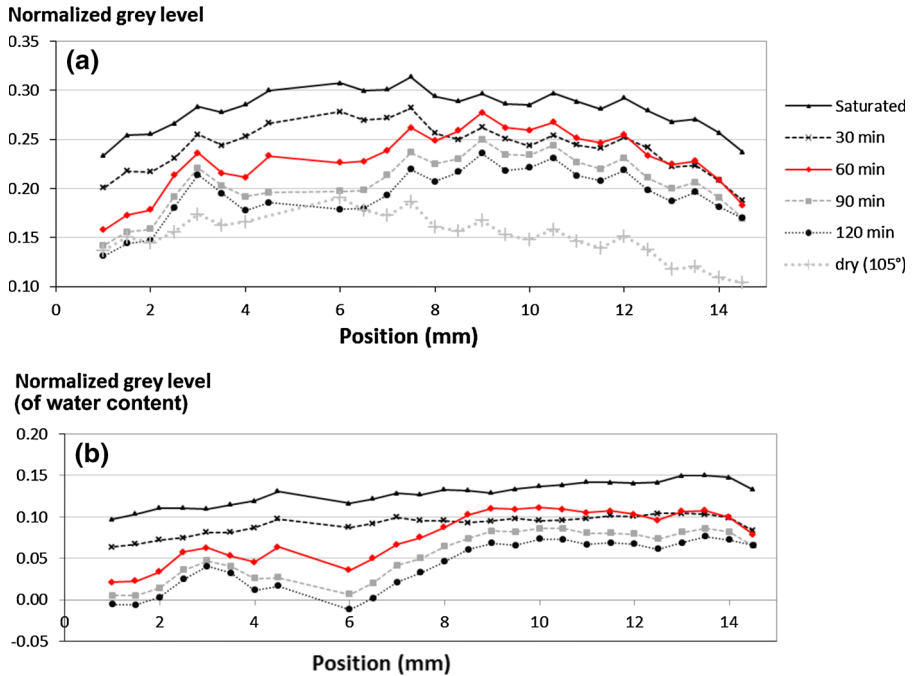 Normalized grey level
0.35
(a)
0.30
0.25
0.20
0.15
0.10
0 2 4 6 8 10 12 14
Position (mm)
Saturated
30 min
60 min
90 min
120 min
dry (105°)
Normalized grey level
(of water content)
0.20
(b)
0.15
0.10
0.05
0.00
-0.05
0 2 4 6 8 10 12 14
Position (mm)